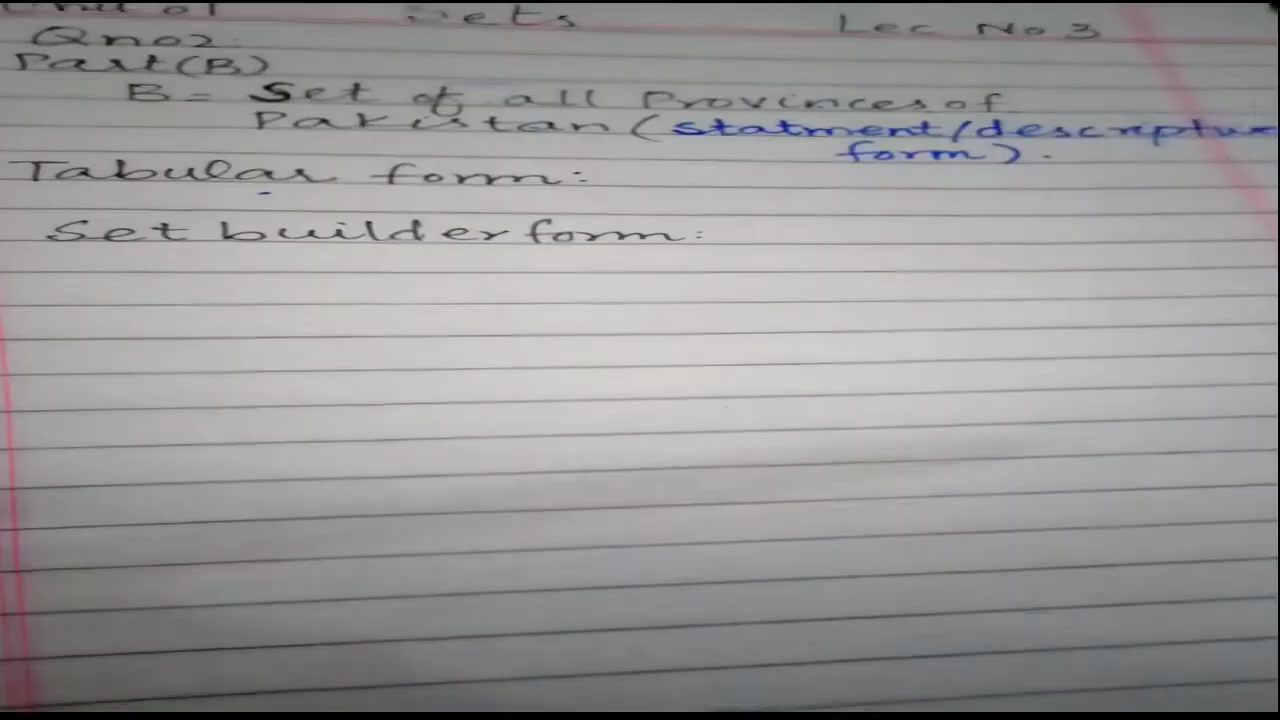 Sets Lec No 3
Qno2.
Part(B)
B = Set of all Provinces of
Pakistan (statment/descriptive
form).
Tabular form:
Set builder form: